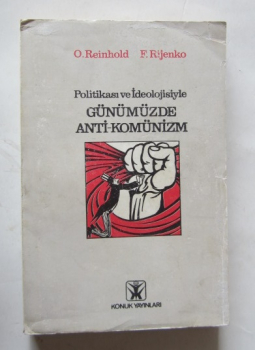 O. Reinhold F. Rijenko
Politikası ve İdeolojisiyle
GÜNÜMÜZDE
ANTİ-KOMÜNİZM
KONUK YAYINLARI